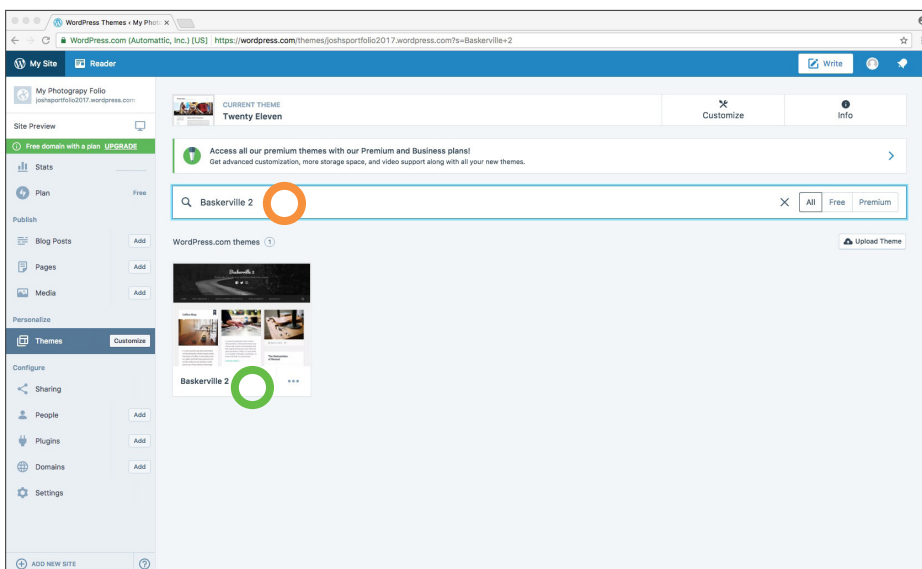 WordPress Themes ‹ My Phot
WordPress.com (Automattic, Inc.) [US] https://wordpress.com/themes/joshsportfolio2017.wordpress.com?s=Baskerville+2
My Site Reader Write
My Photograpy Folio
joshsportfolio2017.wordpress.com
Site Preview
Free domain with a plan UPGRADE
Stats
Plan Free
Publish
Blog Posts Add
Pages Add
Media Add
Personalize
Themes Customize
Configure
Sharing
People Add
Plugins Add
Domains Add
Settings
ADD NEW SITE
CURRENT THEME
Twenty Eleven
Customize
Info
Access all our premium themes with our Premium and Business plans!
Get advanced customization, more storage space, and video support along with all your new themes.
Baskerville 2
All Free Premium
WordPress.com themes 1
Upload Theme
Baskerville 2
Baskerville 2